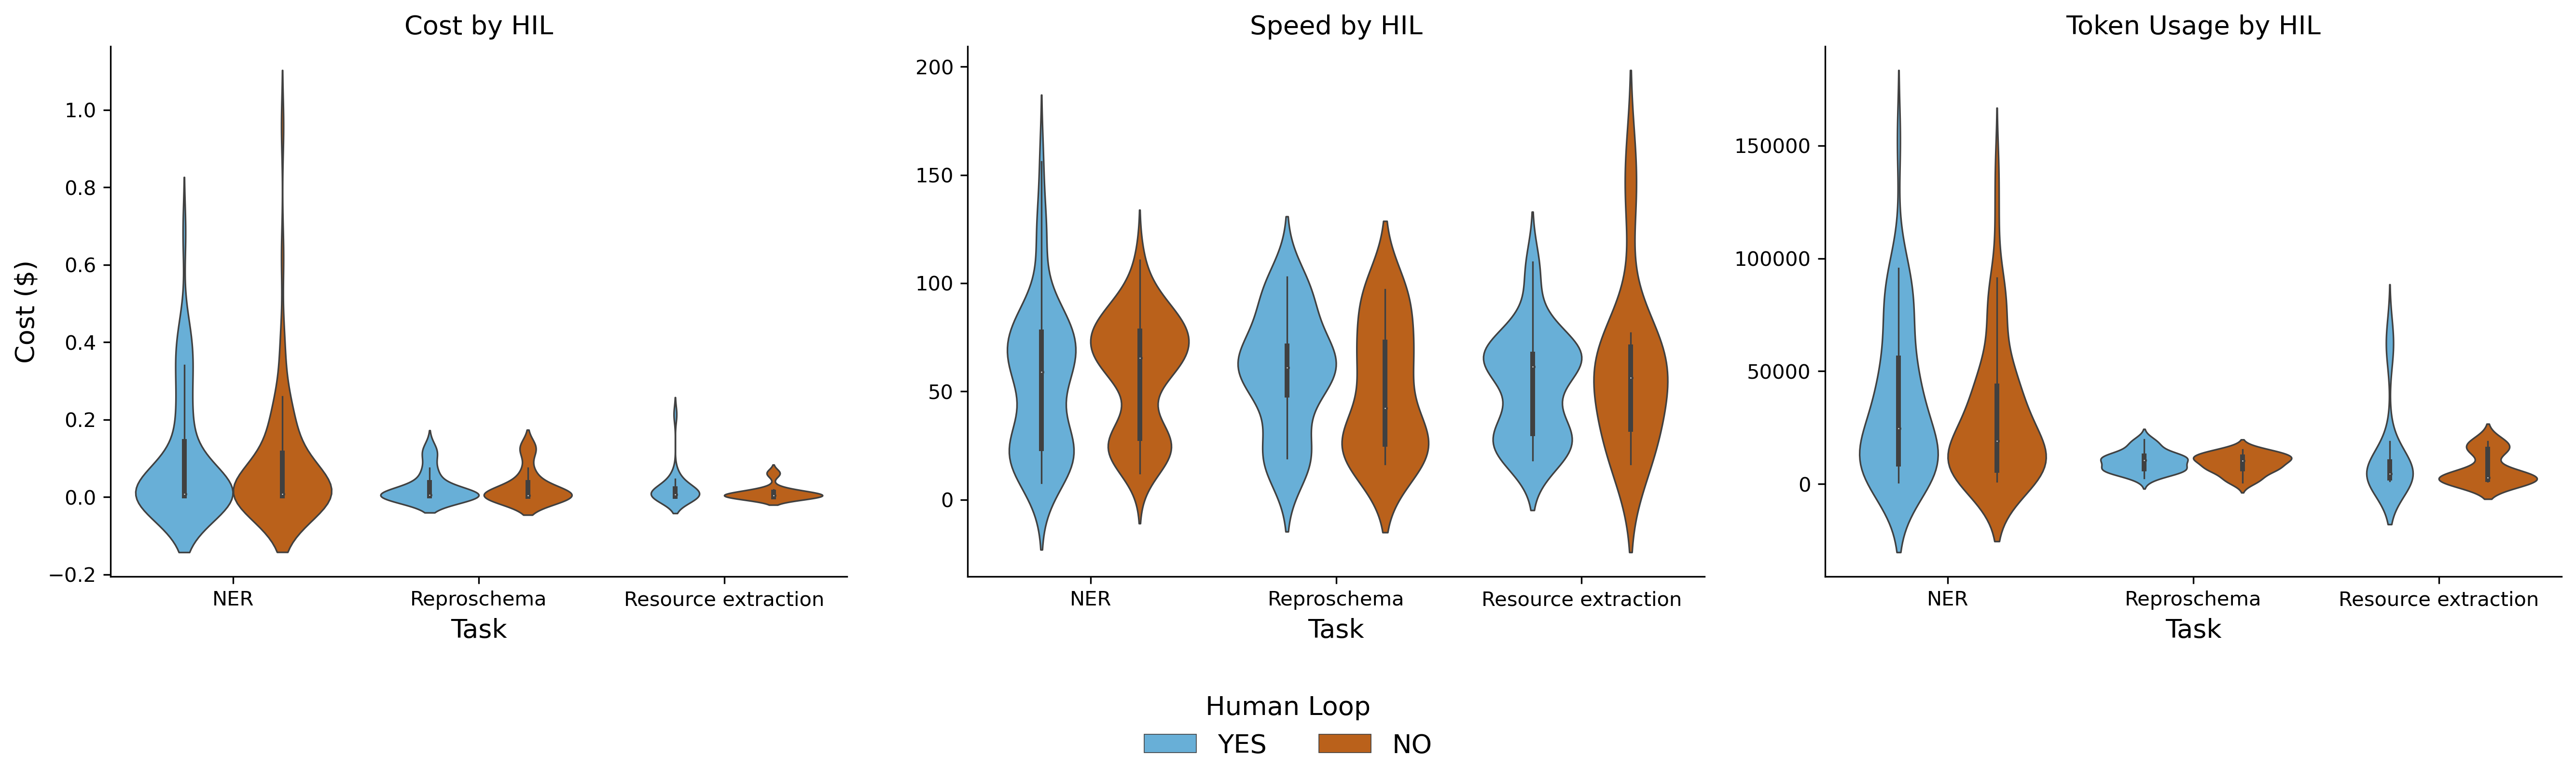 Cost by HIL
Cost ($)
1.0
0.8
0.6
0.4
0.2
0.0
−0.2
NER
Reproschema
Resource extraction
Task
Speed by HIL
200
150
100
50
0
NER
Reproschema
Resource extraction
Task
Token Usage by HIL
150000
100000
50000
0
NER
Reproschema
Resource extraction
Task
Human Loop
YES
NO